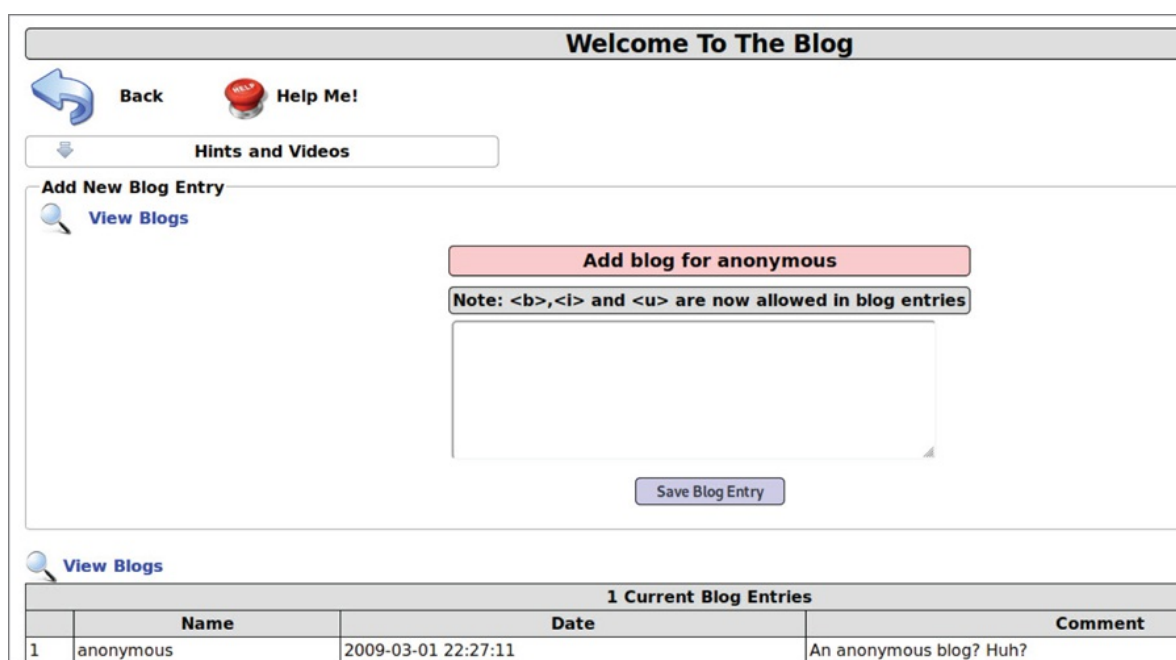 Welcome To The Blog
Back
HELP
Help Me!
Hints and Videos
Add New Blog Entry
View Blogs
Add blog for anonymous
Note: <b>,<i> and <u> are now allowed in blog entries
Save Blog Entry
View Blogs
1 Current Blog Entries
Name Date Comment
1 anonymous 2009-03-01 22:27:11 An anonymous blog? Huh?